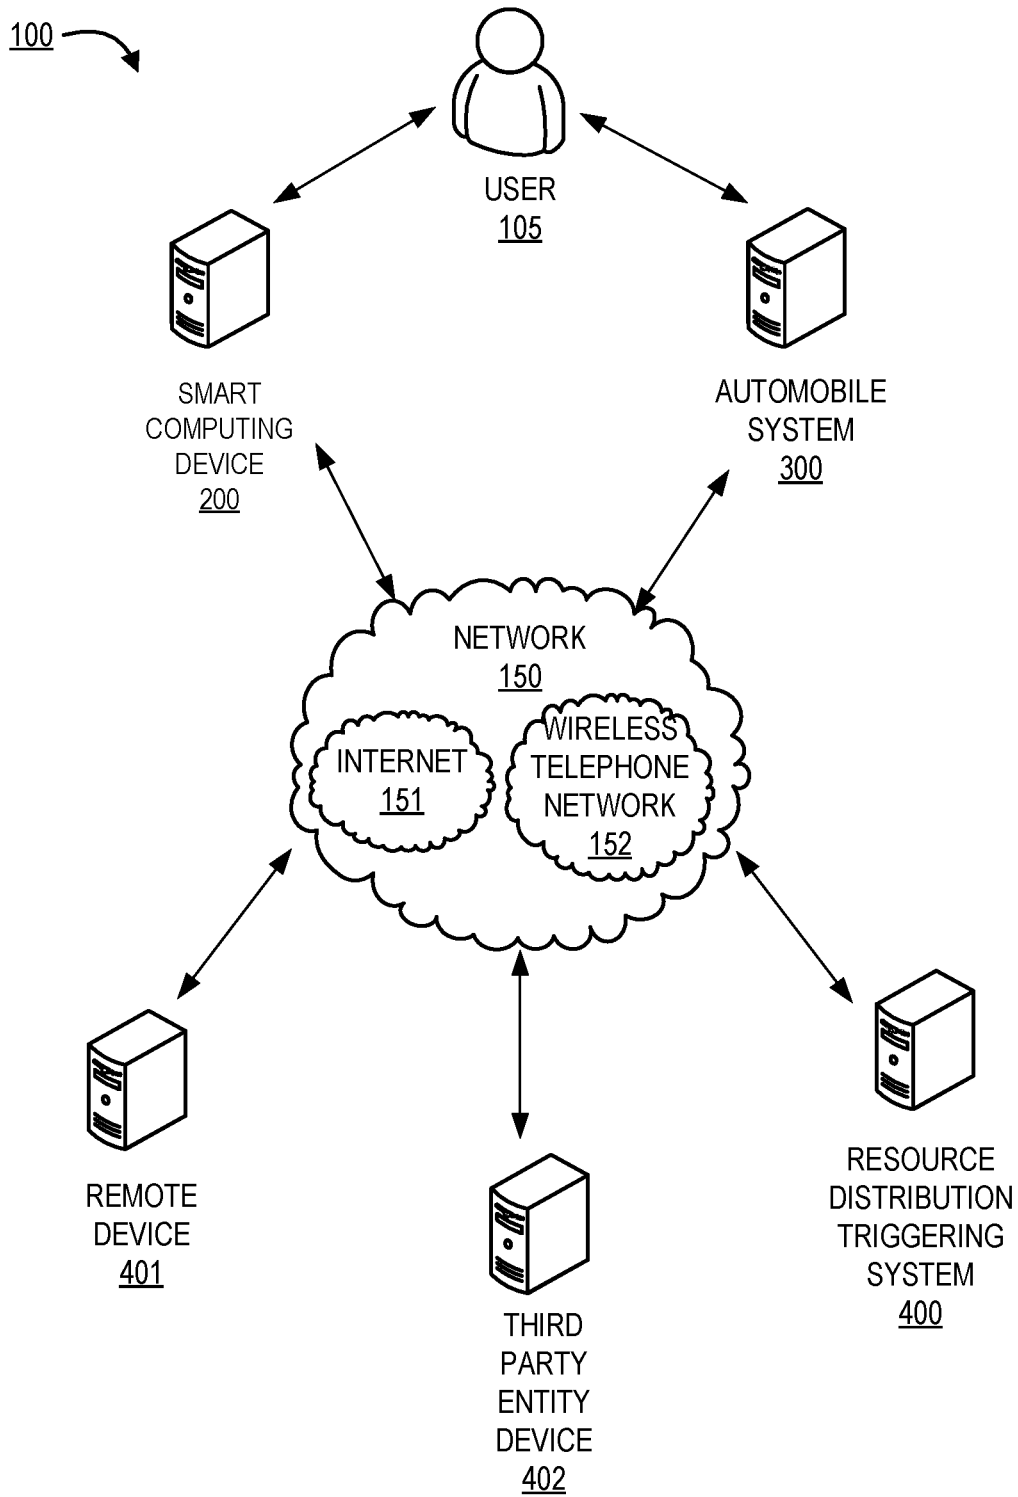 100
USER
105
SMART
COMPUTING
DEVICE
200
AUTOMOBILE
SYSTEM
300
NETWORK
150
INTERNET
151
WIRELESS
TELEPHONE
NETWORK
152
REMOTE
DEVICE
401
THIRD
PARTY
ENTITY
DEVICE
402
RESOURCE
DISTRIBUTION
TRIGGERING
SYSTEM
400